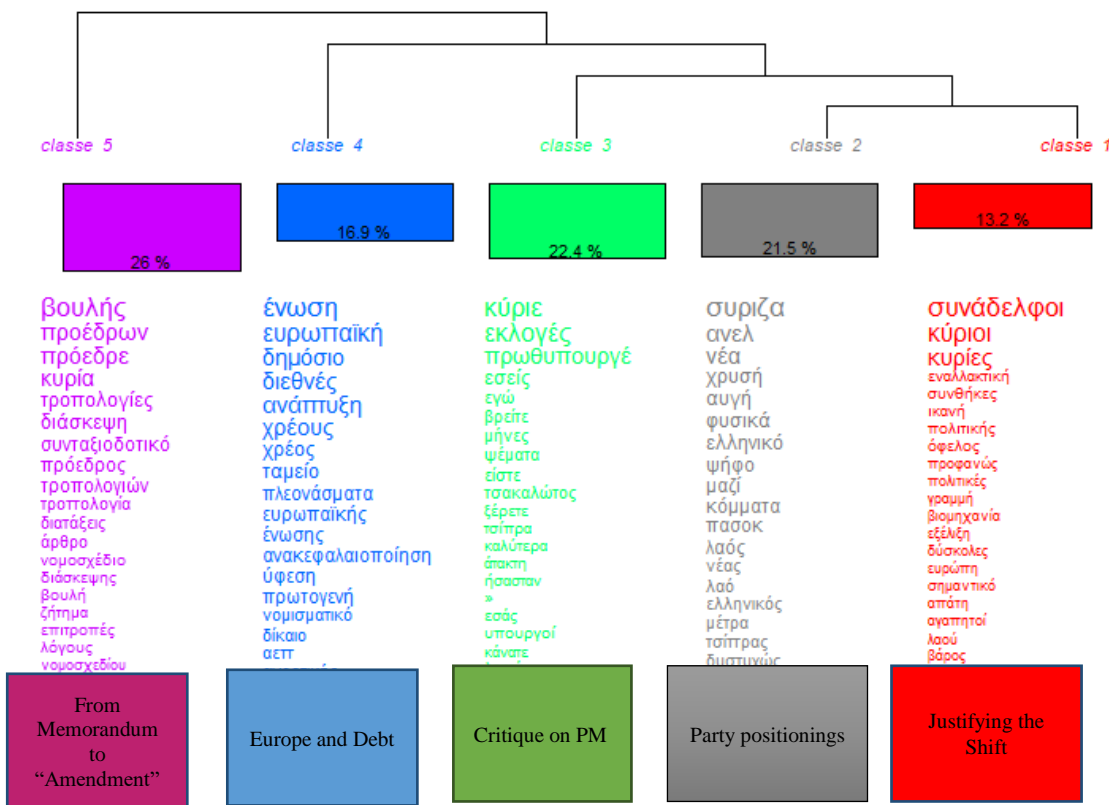 classe 5
classe 4
classe 3
classe 2
classe 1
26 %
16.9 %
22.4 %
21.5 %
13.2 %
βουλής
προέδρων
πρόεδρε
κυρία
τροπολογίες
διάσκεψη
συνταξιοδοτικό
πρόεδρος
τροπολογιών
τροπολογία
διατάξεις
άρθρο
νομοσχέδιο
διάσκεψης
βουλή
ζήτημα
επιτροπές
λόγους
νομοσχεδίου
ένωση
ευρωπαϊκή
δημόσιο
διεθνές
ανάπτυξη
χρέους
χρέος
ταμείο
πλεονάσματα
ευρωπαϊκής
ένωσης
ανακεφαλαιοποίηση
ύφεση
πρωτογενή
νομισματικό
δίκαιο
αεπ
κύριε
εκλογές
πρωθυπουργέ
εσείς
εγώ
βρείτε
μήνες
ψέματα
είστε
τσακαλώτος
ξέρετε
τσίπρα
καλύτερα
άτακτη
ήσασταν
»
εσάς
υπουργοί
κάνατε
συριζα
ανελ
νέα
χρυσή
αυγή
φυσικά
ελληνικό
ψήφο
μαζί
κόμματα
πασοκ
λαός
νέας
λαό
ελληνικός
μέτρα
τσίπρας
δυστυχώς
συνάδελφοι
κύριοι
κυρίες
εναλλακτική
συνθήκες
ικανή
πολιτικής
όφελος
προφανώς
πολιτικές
γραμμή
βιομηχανία
εξέλιξη
δύσκολες
ευρώπη
σημαντικό
απάτη
αγαπητοί
λαού
βάρος
From
Memorandum
to
“Amendment”
Europe and Debt
Critique on PM
Party positionings
Justifying the
Shift